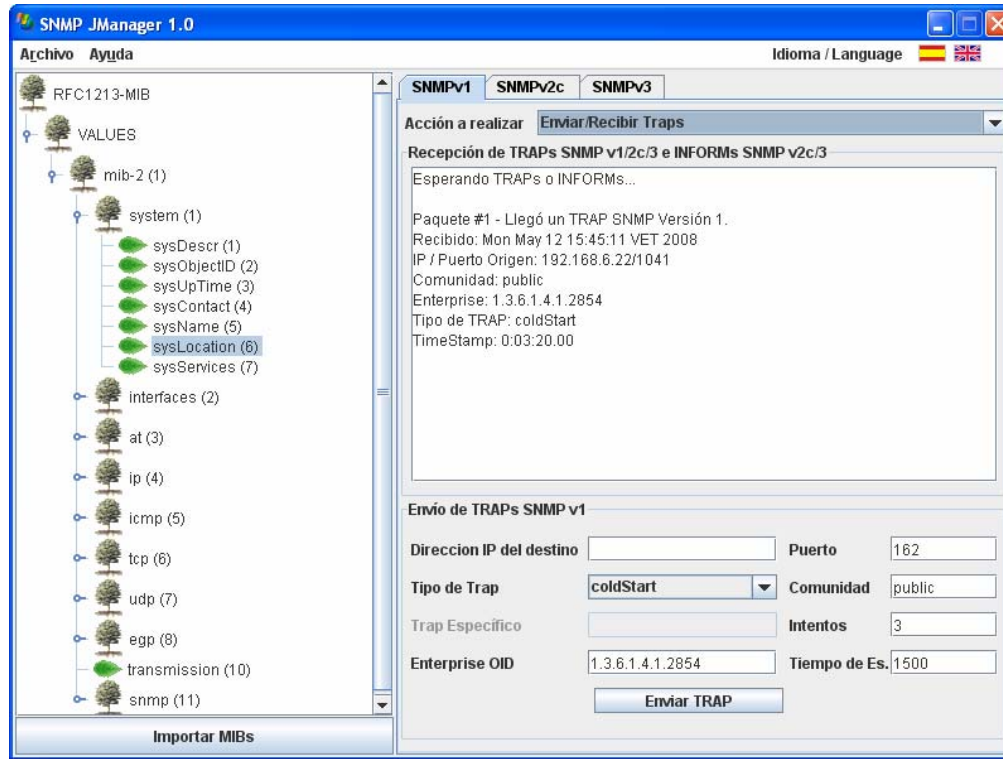 SNMP JManager 1.0
Archivo Ayuda
Idioma / Language
RFC1213-MIB
VALUES
mib-2 (1)
system (1)
sysDescr (1)
sysObjectID (2)
sysUpTime (3)
sysContact (4)
sysName (5)
sysLocation (6)
sysServices (7)
interfaces (2)
at (3)
ip (4)
icmp (5)
tcp (6)
udp (7)
egp (8)
transmission (10)
snmp (11)
Importar MIBs
SNMPv1 SNMPv2c SNMPv3
Acción a realizar Enviar/Recibir Traps
Recepción de TRAPs SNMP v1/2c/3 e INFORMs SNMP v2c/3
Esperando TRAPs o INFORMs...
Paquete #1 - Llegó un TRAP SNMP Versión 1.
Recibido: Mon May 12 15:45:11 VET 2008
IP / Puerto Origen: 192.168.6.22/1041
Comunidad: public
Enterprise: 1.3.6.1.4.1.2854
Tipo de TRAP: coldStart
TimeStamp: 0:03:20.00
Envío de TRAPs SNMP v1
Direccion IP del destino Puerto 162
Tipo de Trap coldStart Comunidad public
Trap Específico Intentos 3
Enterprise OID 1.3.6.1.4.1.2854 Tiempo de Es. 1500
Enviar TRAP